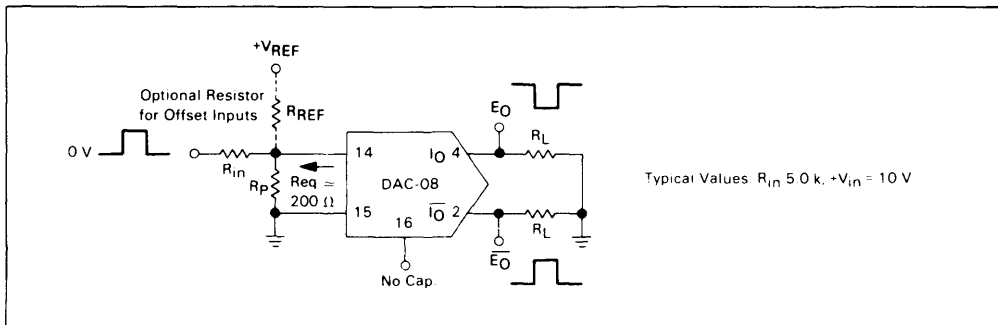 +VREF
Optional Resistor
for Offset Inputs
RREF
0 V
Rin
RP
Req ≃
200 Ω
14
15
16
DAC-08
IO 4
IO 2
EO
RL
RL
EO
No Cap.
Typical Values: Rin 5.0 k, +Vin = 10 V